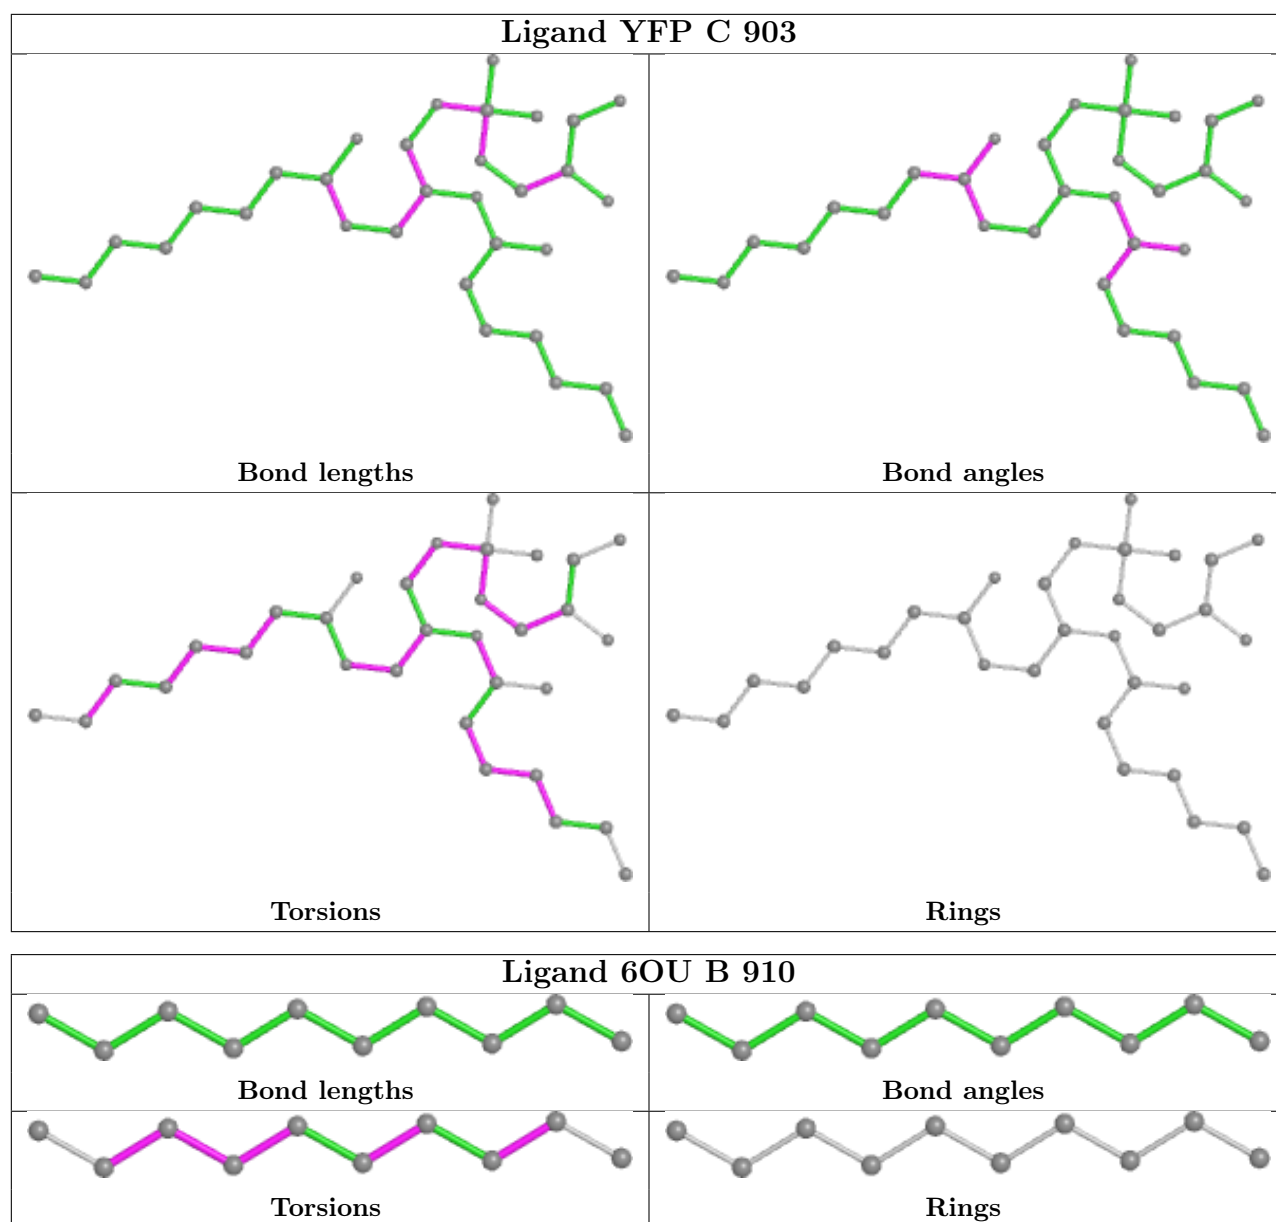 Ligand YFP C 903
Bond lengths
Bond angles
Torsions
Rings
Ligand 6OU B 910
Bond lengths
Bond angles
Torsions
Rings